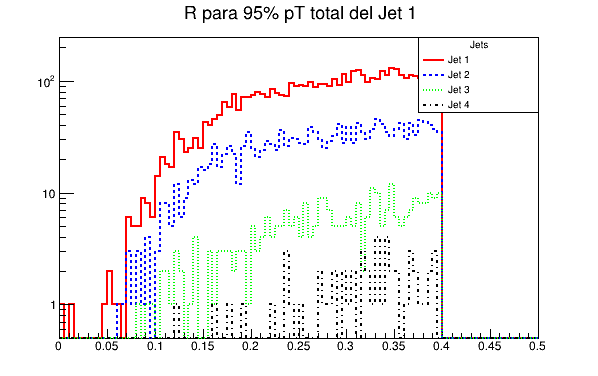 R para 95% pT total del Jet 1
Jets
Jet 1
Jet 2
Jet 3
Jet 4
10²
10
1
0 0.05 0.1 0.15 0.2 0.25 0.3 0.35 0.4 0.45 0.5